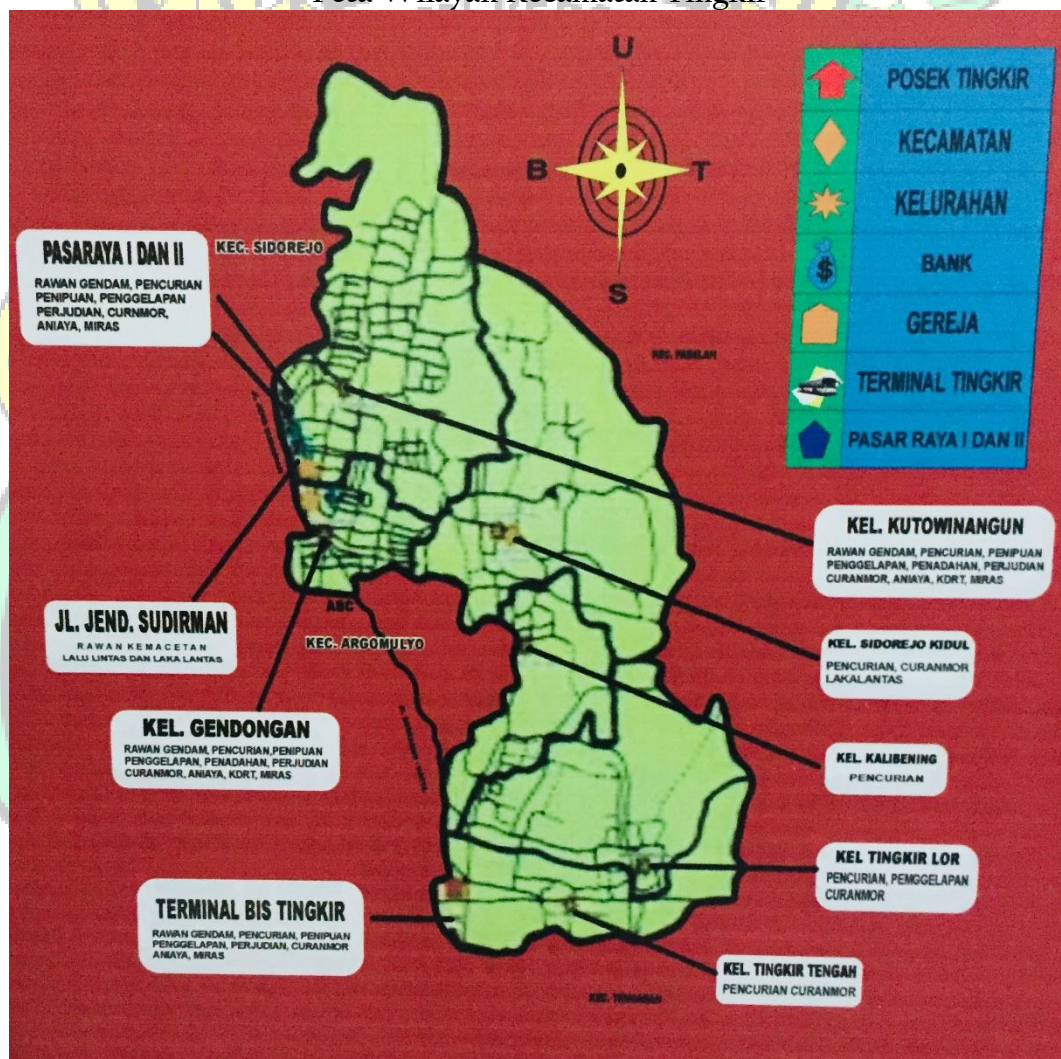 Peta Wilayah Kecamatan Tingkir
U
B
T
S
POSEK TINGKIR
KECAMATAN
KELURAHAN
BANK
GEREJA
TERMINAL TINGKIR
PASAR RAYA I DAN II
PASARAYA I DAN II
RAWAN GENDAM, PENCURIAN
PENIPUAN, PENGGELAPAN
PERJUDIAN, CURNMOR,
ANIAYA, MIRAS
KEC. SIDOREJO
KEC. PABELAN
KEL. KUTOWINANGUN
RAWAN GENDAM, PENCURIAN, PENIPUAN
PENGGELAPAN, PENADAHAN, PERJUDIAN
CURANMOR, ANIAYA, KDRT, MIRAS
JL. JEND. SUDIRMAN
RAWAN KEMACETAN
LALU LINTAS DAN LAKA LANTAS
ABC
KEC. ARGOMULYO
KEL. SIDOREJO KIDUL
PENCURIAN, CURANMOR
LAKALANTAS
KEL. GENDONGAN
RAWAN GENDAM, PENCURIAN,PENIPUAN
PENGGELAPAN, PENADAHAN, PERJUDIAN
CURANMOR, ANIAYA, KDRT, MIRAS
KEL. KALIBENING
PENCURIAN
KEL TINGKIR LOR
PENCURIAN, PEMGGELAPAN
CURANMOR
TERMINAL BIS TINGKIR
RAWAN GENDAM, PENCURIAN, PENIPUAN
PENGGELAPAN, PERJUDIAN, CURANMOR
ANIAYA, MIRAS
KEL. TINGKIR TENGAH
PENCURIAN CURANMOR
KEC.